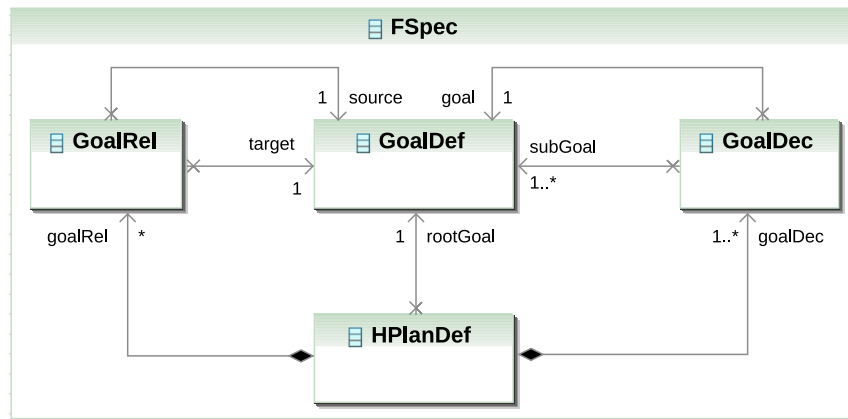 FSpec
1 source goal 1
GoalRel GoalDef GoalDec
target subGoal
1 1..*
goalRel * 1 rootGoal 1..* goalDec
HPlanDef